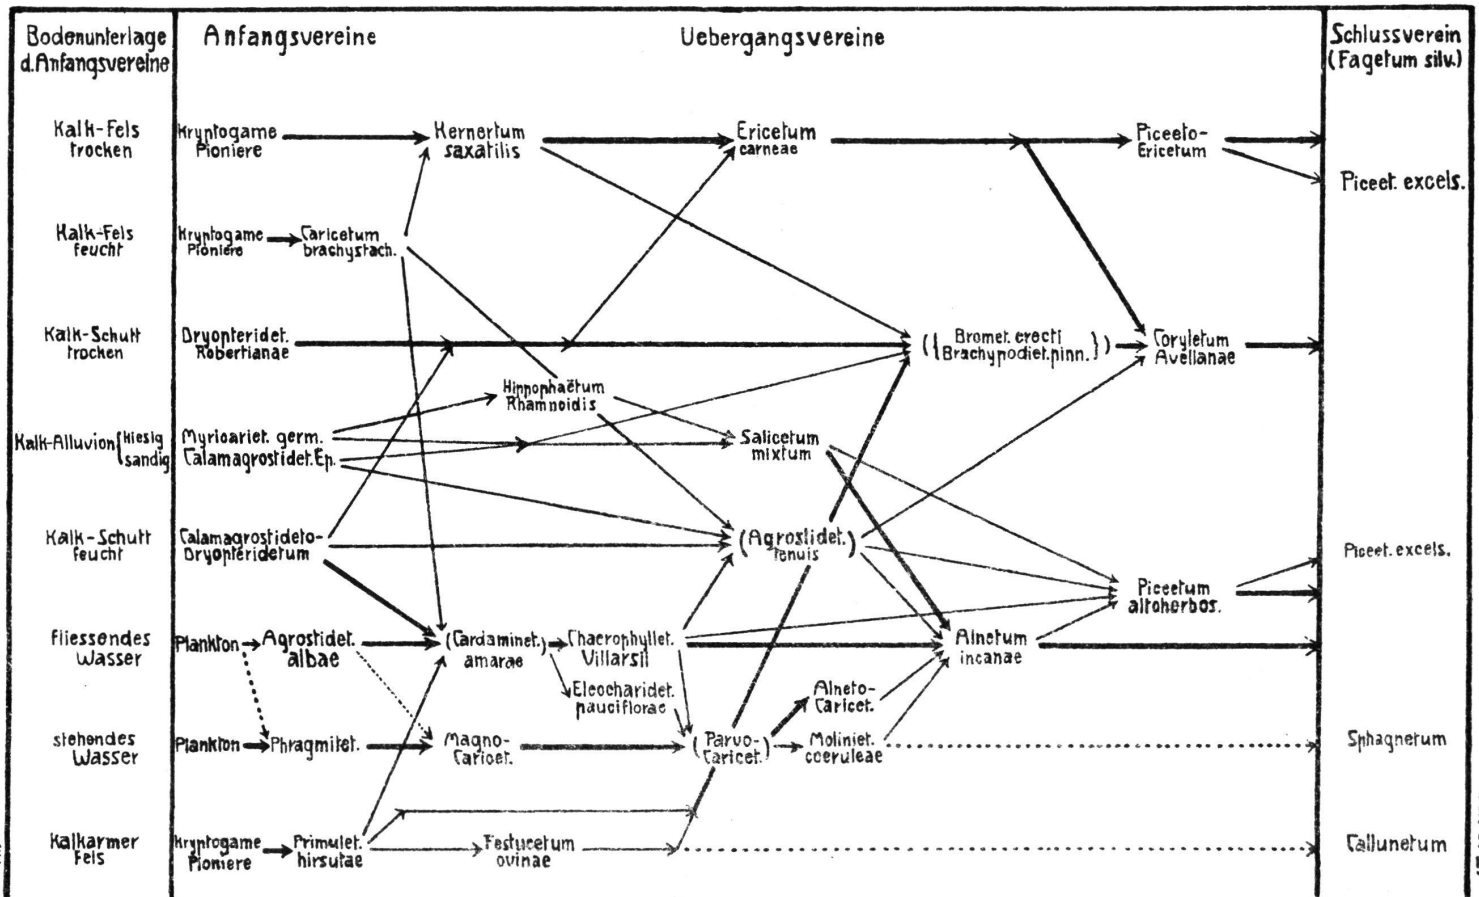 Bodenunterlage
d.Anfangsvereine
Anfangsvereine
Uebergangsvereine
Schlussverein
(Fagetum silv.)
Kalk-Fels
trocken
Kryptogame
Pioniere
Kernertum
saxatilis
Ericetum
carneae
Piceeto-
Ericetum
Piceet. excels.
Kalk-Fels
feucht
Kryptogame
Pioniere
Caricetum
brachystach.
Kalk-Schutt
trocken
Dryopteridet.
Robertianae
({Bromet. erecti
Brachypodiet. pinn.})
Coryletum
Avellanae
Hippophaëtum
Rhamnoidis
Kalk-Alluvion {kiesig
sandig
Myricariet. germ.
Calamagrostidet. Ep.
Salicetum
mixtum
Kalk-Schutt
feucht
Calamagrostideto-
Dryopteridetum
(Agrostidet.
tenuis)
Piceet. excels.
Piceetum
altoherbos.
fliessendes
Wasser
Plankton
Agrostidet.
albae
(Cardaminet.
amarae)
Chaerophyllet.
Villarsii
Alnetum
incanae
Eleocharidet.
pauciflorae
Alneto-
Caricet.
stehendes
Wasser
Plankton
Phragmitet.
Magno-
Caricet.
(Parvo-
Caricet.)
Moliniet.
coeruleae
Sphagnetum
Kalkarmer
Fels
Kryptogame
Pioniere
Primulet.
hirsutae
Festucetum
ovinae
Callunetum